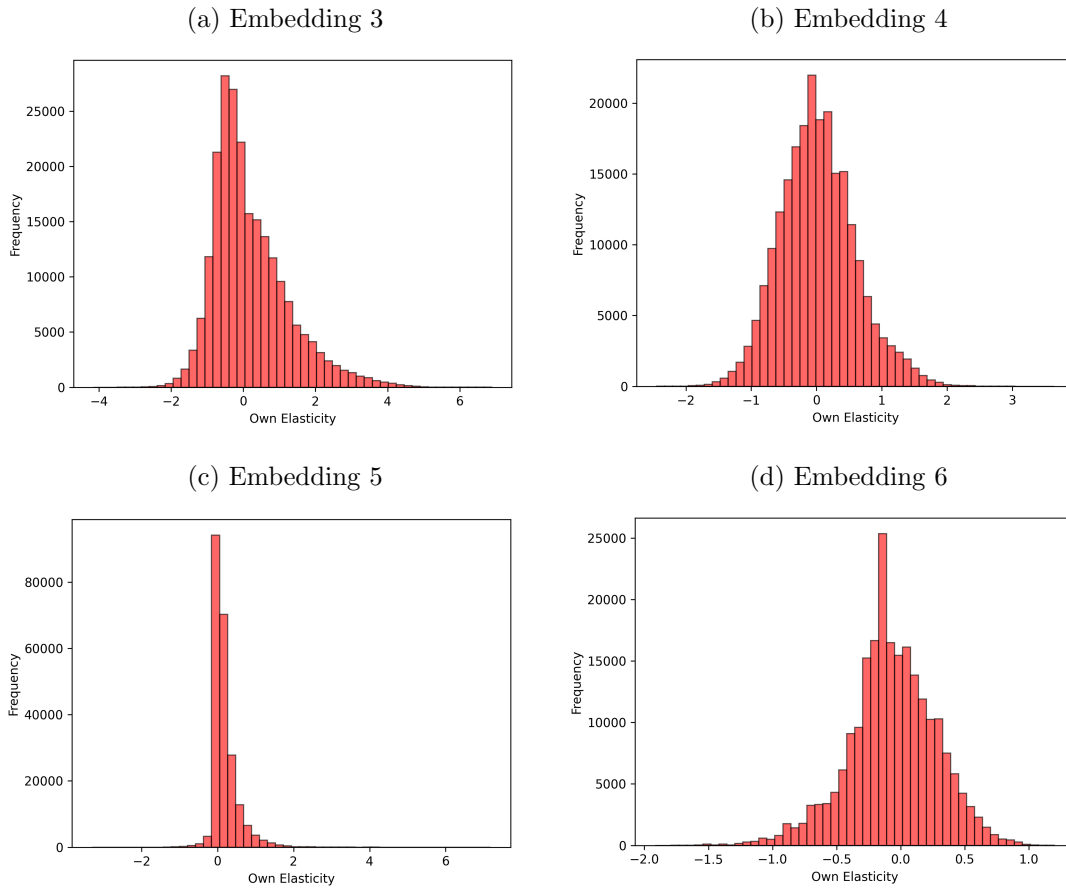 (a) Embedding 3
25000
20000
15000
10000
5000
0
Frequency
−4 −2 0 2 4 6
Own Elasticity
(b) Embedding 4
20000
15000
10000
5000
0
Frequency
−2 −1 0 1 2 3
Own Elasticity
(c) Embedding 5
80000
60000
40000
20000
0
Frequency
−2 0 2 4 6
Own Elasticity
(d) Embedding 6
25000
20000
15000
10000
5000
0
Frequency
−2.0 −1.5 −1.0 −0.5 0.0 0.5 1.0
Own Elasticity